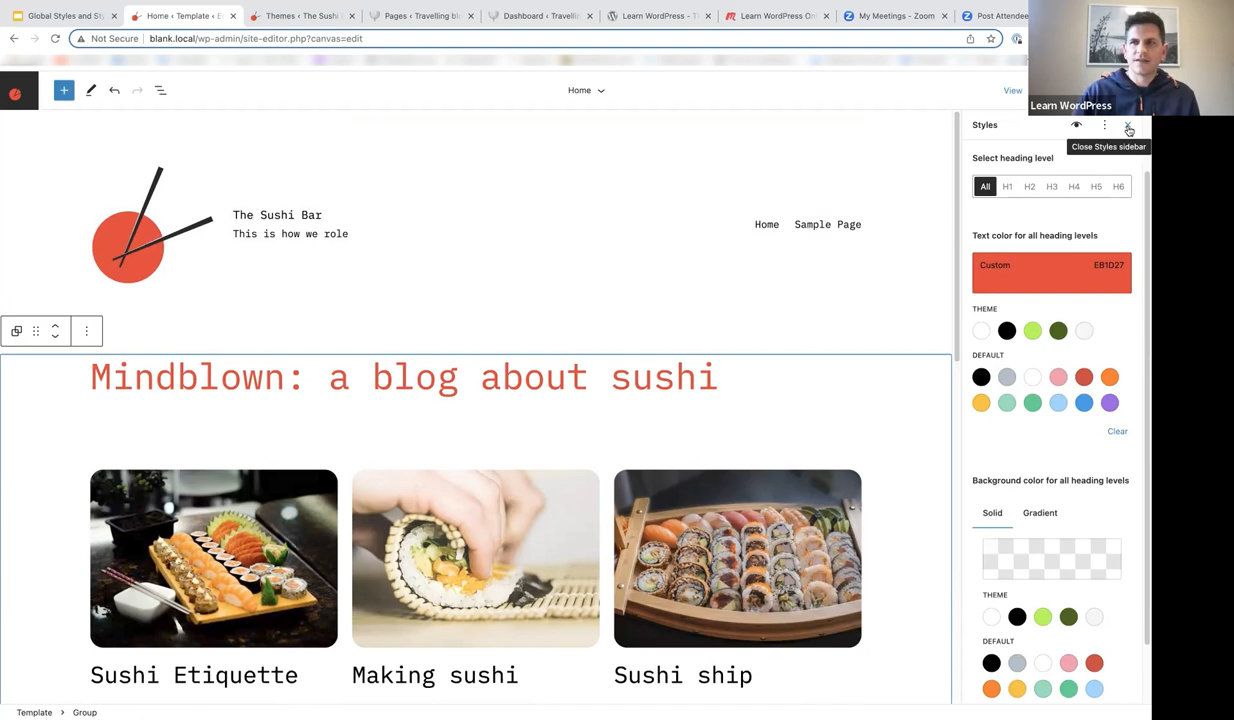 Global Styles and Sty
Home ‹ Template ‹ E
Themes ‹ The Sushi
Pages ‹ Travelling bl
Dashboard ‹ Travellin
Learn WordPress – T
Learn WordPress On
My Meetings - Zoom
Post Attendee
Not Secure
blank.local/wp-admin/site-editor.php?canvas=edit
Learn WordPress
Home
View
Styles
Close Styles sidebar
Select heading level
All H1 H2 H3 H4 H5 H6
The Sushi Bar
This is how we role
Home Sample Page
Text color for all heading levels
Custom EB1D27
THEME
DEFAULT
Clear
Mindblown: a blog about sushi
Background color for all heading levels
Solid Gradient
THEME
DEFAULT
Sushi Etiquette
Making sushi
Sushi ship
Template > Group